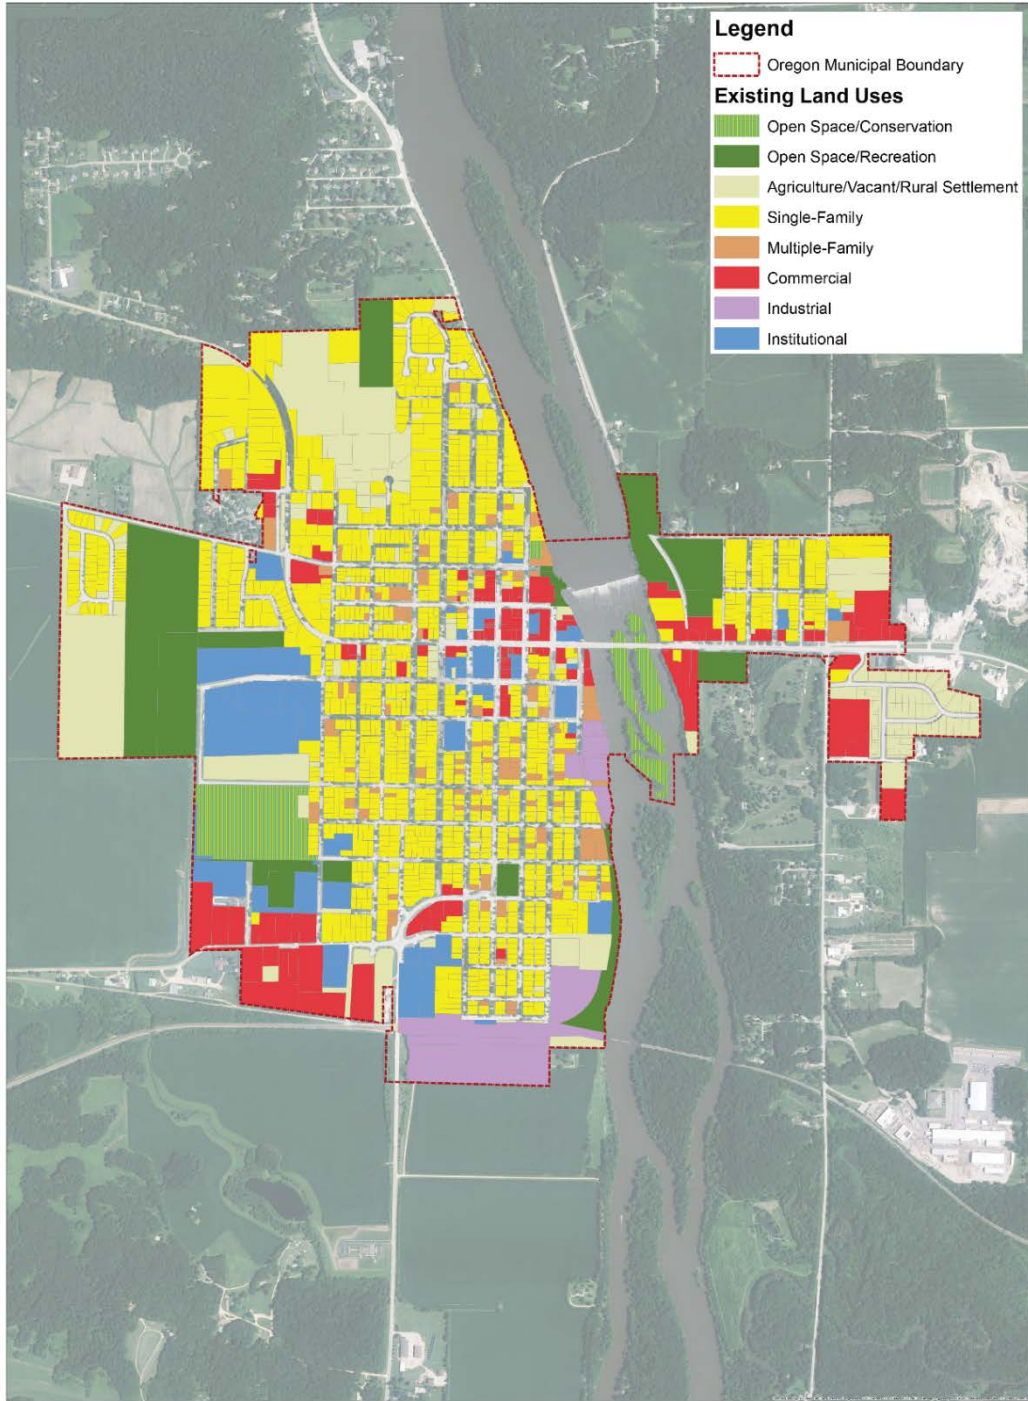 Legend
Oregon Municipal Boundary
Existing Land Uses
Open Space/Conservation
Open Space/Recreation
Agriculture/Vacant/Rural Settlement
Single-Family
Multiple-Family
Commercial
Industrial
Institutional